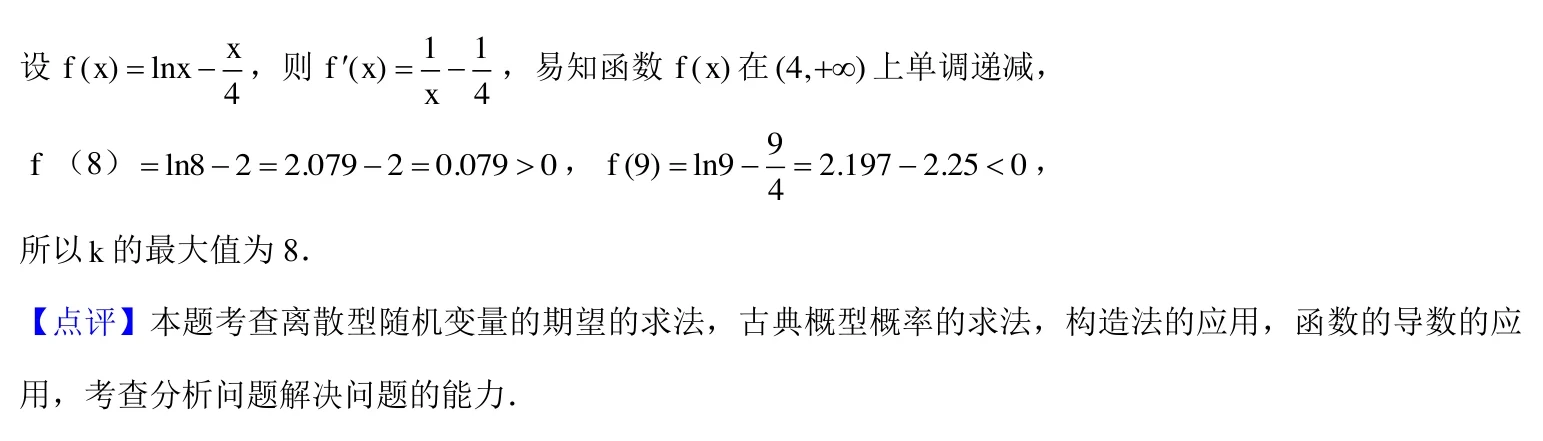 设 f(x)=lnx−x/4，则 f′(x)=1/x−1/4，易知函数 f(x) 在 (4,+∞) 上单调递减，
f （8）=ln8−2=2.079−2=0.079>0，f(9)=ln9−9/4=2.197−2.25<0，
所以 k 的最大值为 8．
【点评】本题考查离散型随机变量的期望的求法，古典概型概率的求法，构造法的应用，函数的导数的应
用，考查分析问题解决问题的能力．